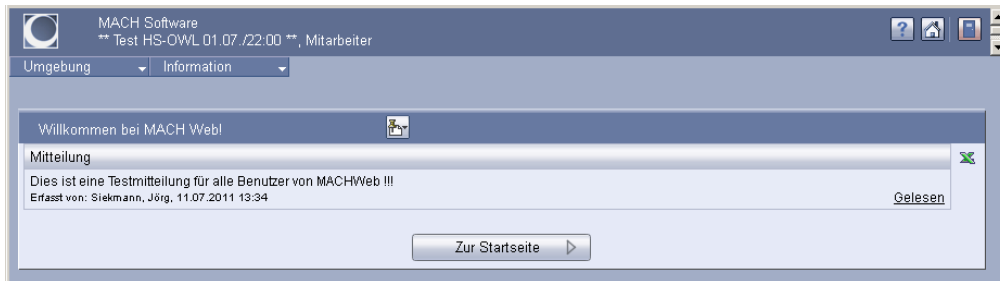 MACH Software
** Test HS-OWL 01.07./22:00 **, Mitarbeiter
?
Umgebung Information
Willkommen bei MACH Web!
Mitteilung
Dies ist eine Testmitteilung für alle Benutzer von MACHWeb !!!
Erfasst von: Siekmann, Jörg, 11.07.2011 13:34
Gelesen
Zur Startseite